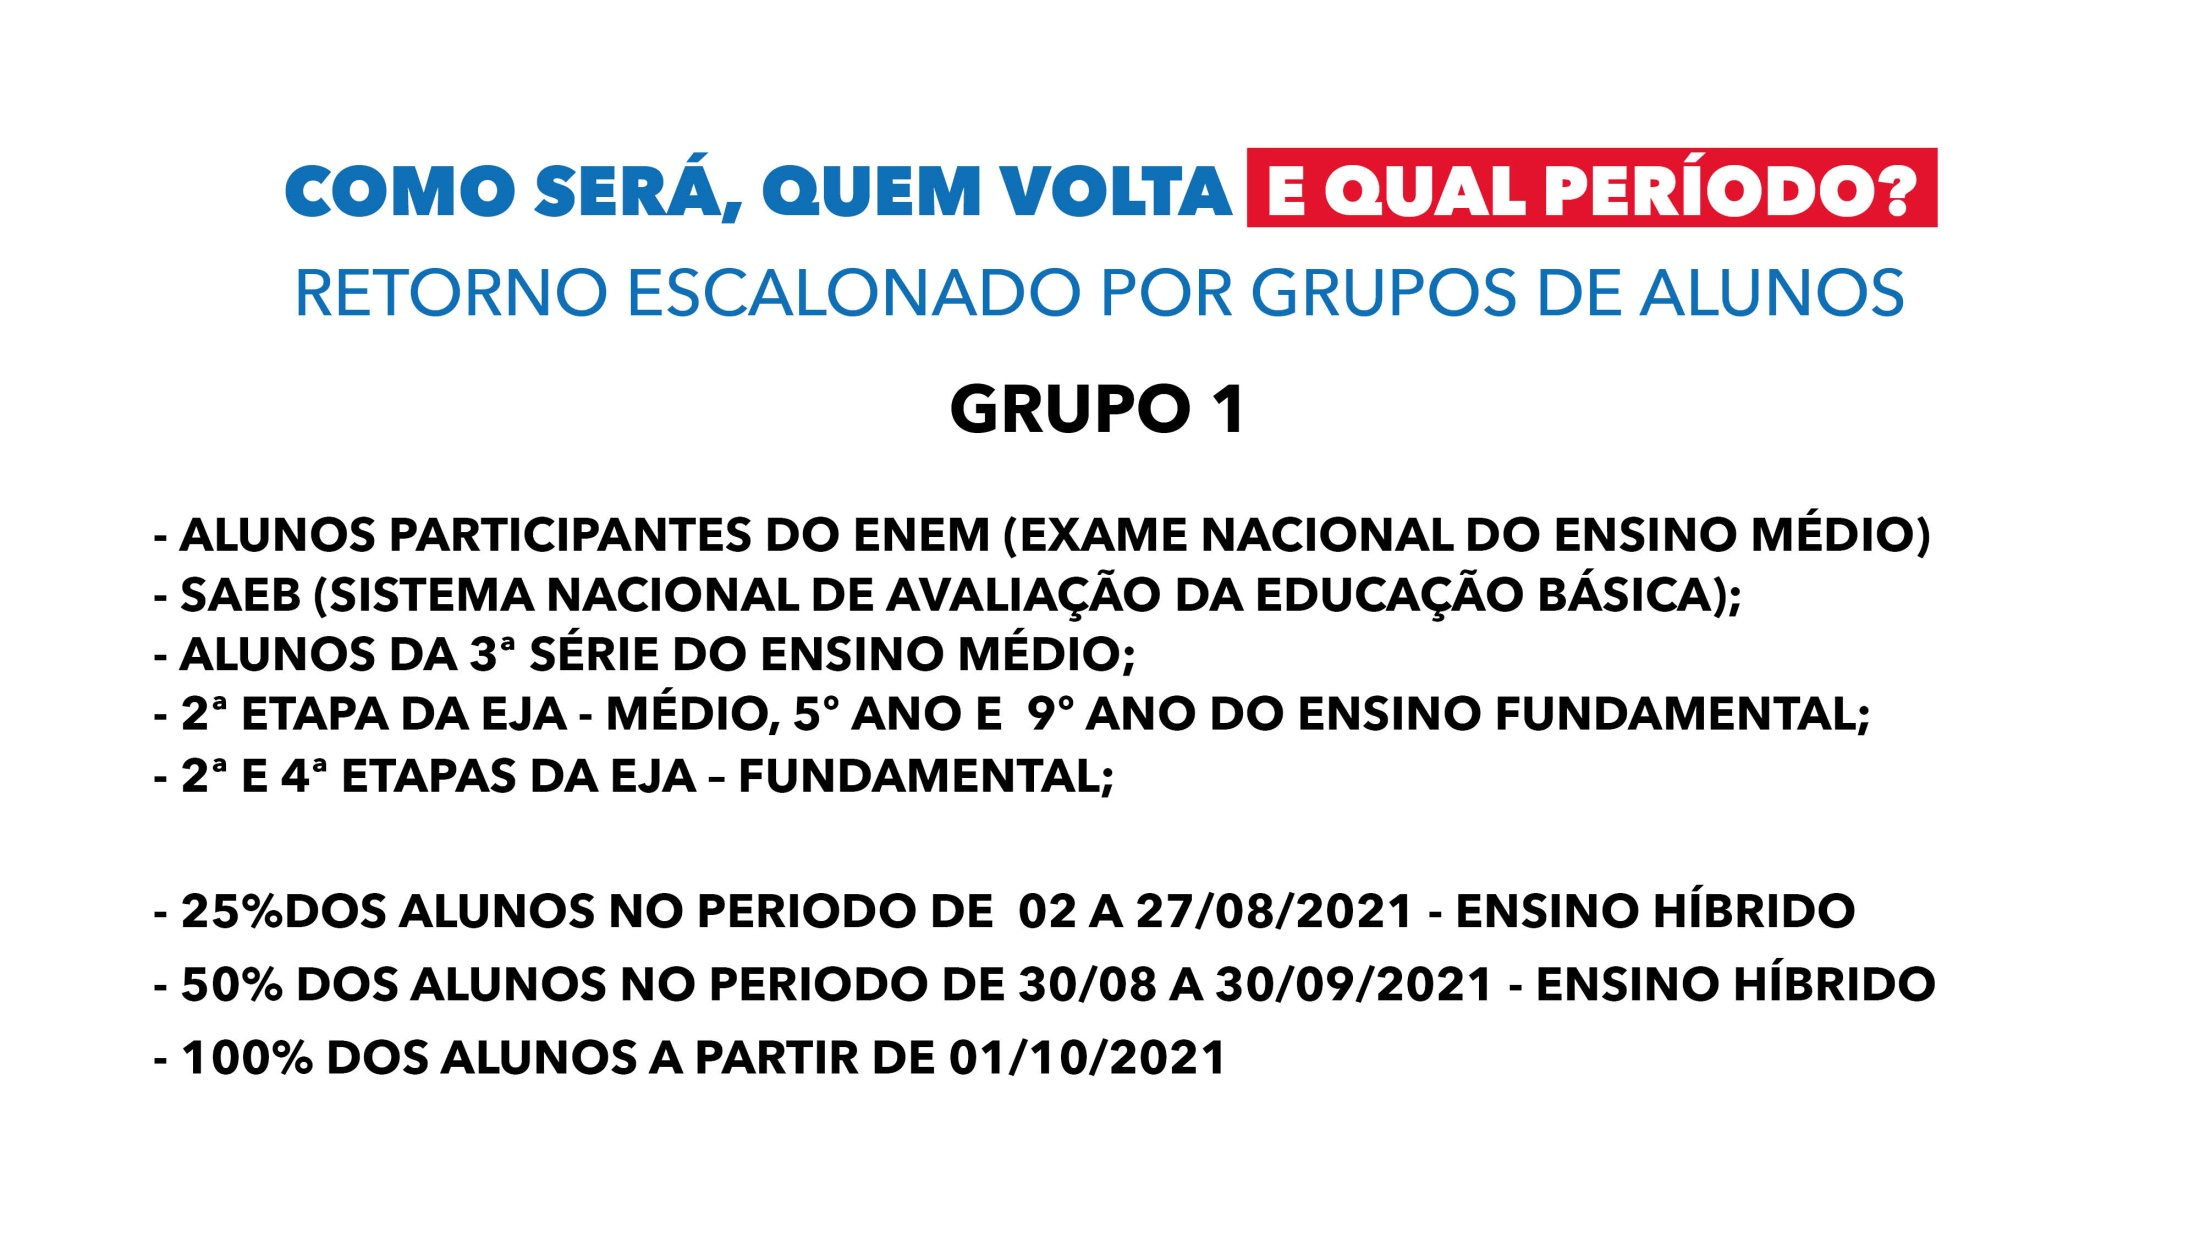 COMO SERÁ, QUEM VOLTA E QUAL PERÍODO?
RETORNO ESCALONADO POR GRUPOS DE ALUNOS
GRUPO 1
- ALUNOS PARTICIPANTES DO ENEM (EXAME NACIONAL DO ENSINO MÉDIO)
- SAEB (SISTEMA NACIONAL DE AVALIAÇÃO DA EDUCAÇÃO BÁSICA);
- ALUNOS DA 3ª SÉRIE DO ENSINO MÉDIO;
- 2ª ETAPA DA EJA - MÉDIO, 5° ANO E 9° ANO DO ENSINO FUNDAMENTAL;
- 2ª E 4ª ETAPAS DA EJA – FUNDAMENTAL;
- 25%DOS ALUNOS NO PERIODO DE 02 A 27/08/2021 - ENSINO HÍBRIDO
- 50% DOS ALUNOS NO PERIODO DE 30/08 A 30/09/2021 - ENSINO HÍBRIDO
- 100% DOS ALUNOS A PARTIR DE 01/10/2021